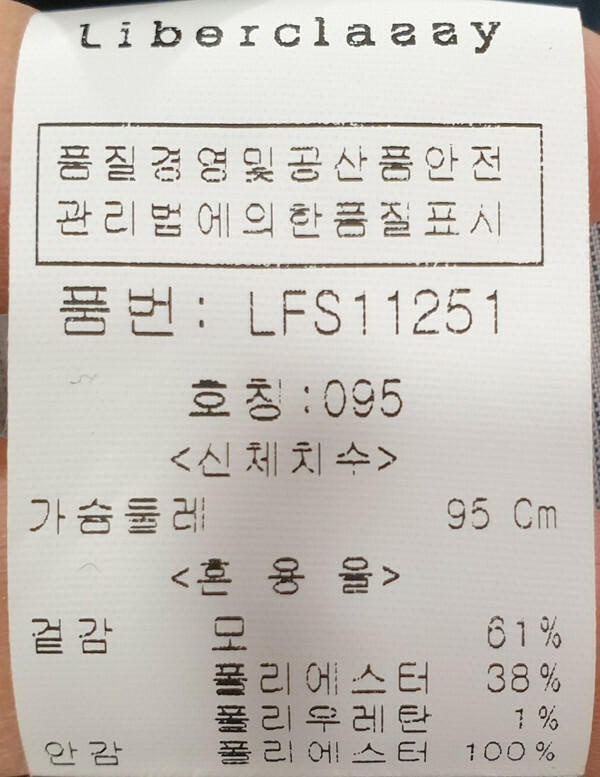 Liberclassy
품질경영및공산품안전
관리법에의한품질표시
품번: LFS11251
호칭:095
<신체치수>
가슴둘레 95 Cm
<혼 용 율>
겉감 모 61%
폴리에스터 38%
폴리우레탄 1%
안감 폴리에스터 100%